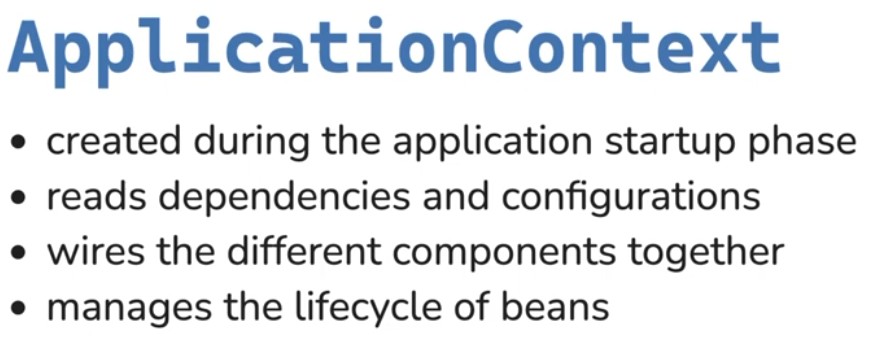 ApplicationContext
• created during the application startup phase
• reads dependencies and configurations
• wires the different components together
• manages the lifecycle of beans